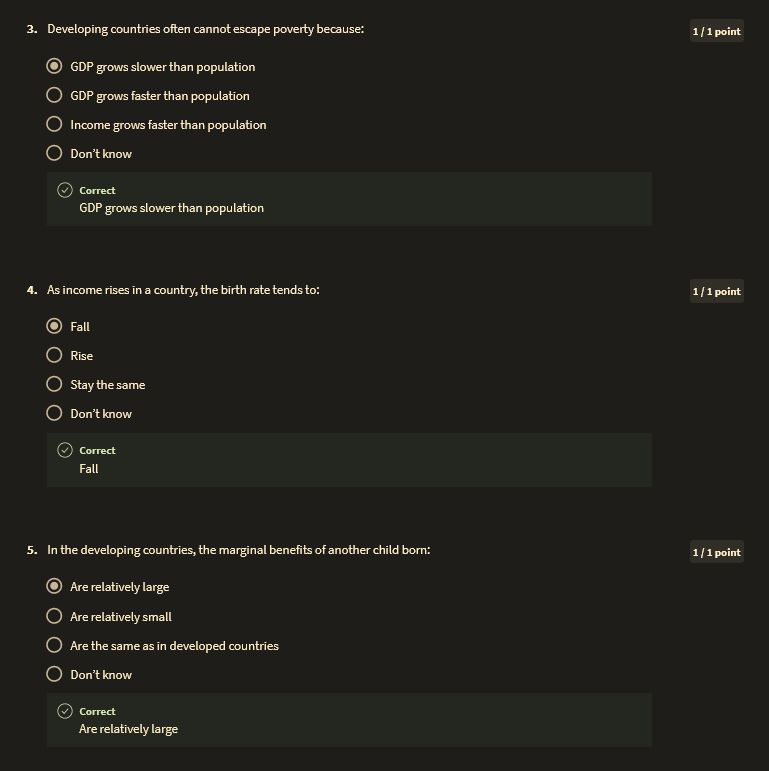 3. Developing countries often cannot escape poverty because:
1 / 1 point
GDP grows slower than population
GDP grows faster than population
Income grows faster than population
Don't know
Correct
GDP grows slower than population
4. As income rises in a country, the birth rate tends to:
1 / 1 point
Fall
Rise
Stay the same
Don't know
Correct
Fall
5. In the developing countries, the marginal benefits of another child born:
1 / 1 point
Are relatively large
Are relatively small
Are the same as in developed countries
Don't know
Correct
Are relatively large